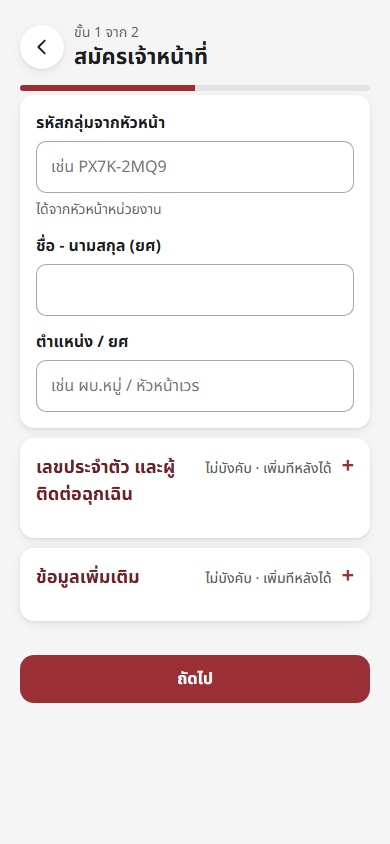 ขั้น 1 จาก 2
สมัครเจ้าหน้าที่
รหัสกลุ่มจากหัวหน้า
เช่น PX7K-2MQ9
ได้จากหัวหน้าหน่วยงาน
ชื่อ - นามสกุล (ยศ)
ตำแหน่ง / ยศ
เช่น ผบ.หมู่ / หัวหน้าเวร
เลขประจำตัว และผู้
ติดต่อฉุกเฉิน
ไม่บังคับ · เพิ่มทีหลังได้ +
ข้อมูลเพิ่มเติม
ไม่บังคับ · เพิ่มทีหลังได้ +
ถัดไป